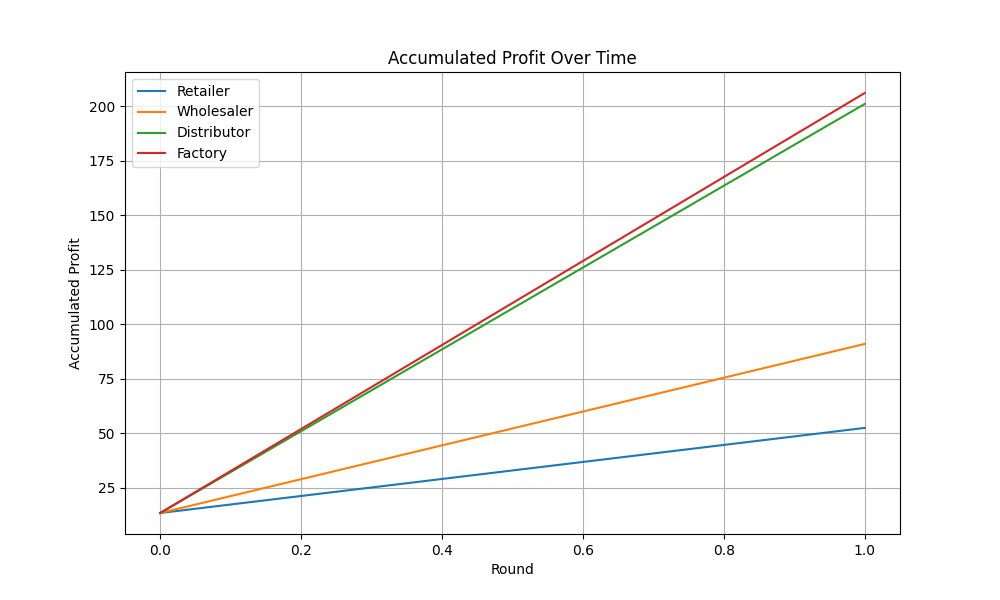 Accumulated Profit Over Time
Retailer
Wholesaler
Distributor
Factory
Accumulated Profit
200
175
150
125
100
75
50
25
0.0
0.2
0.4
0.6
0.8
1.0
Round